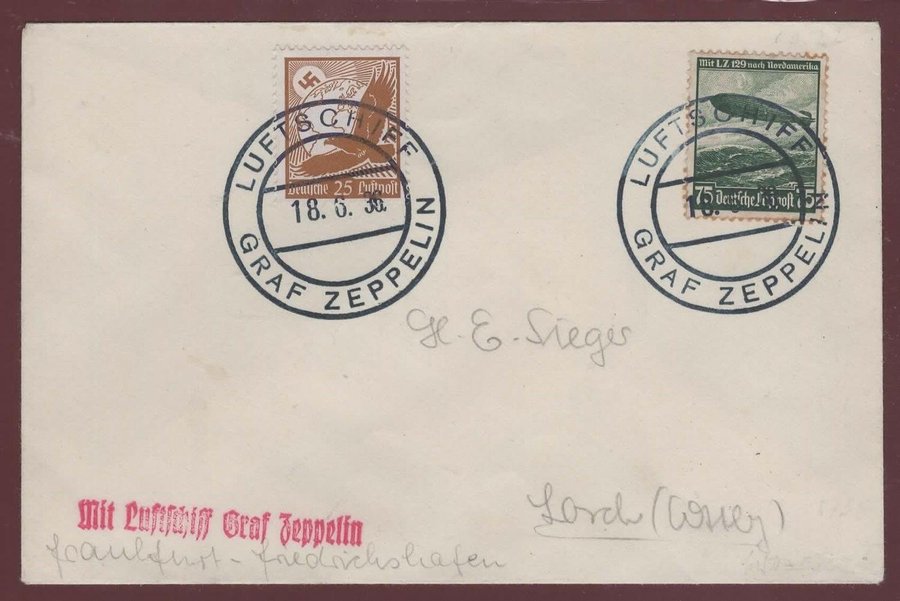 Deutsche 25 Luftpost
LUFTSCHIFF
18.6.36.
GRAF ZEPPELIN
Mit LZ 129 nach Nordamerika
75 Deutsche Luftpost 75
LUFTSCHIFF
GRAF ZEPPELIN
H. E. Sieger
Lorch
Mit Luftschiff Graf Zeppelin
Frankfurt - Friedrichshafen